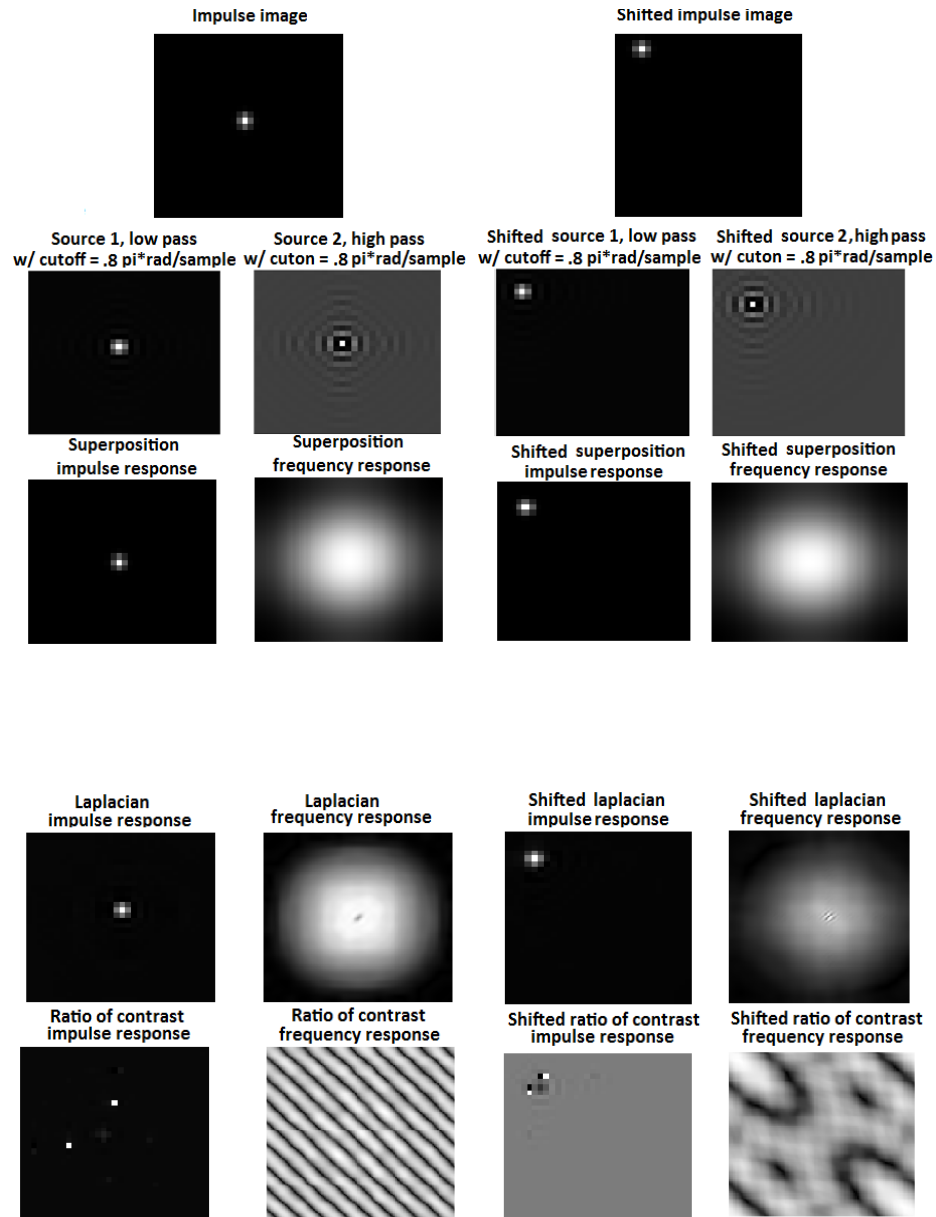 Impulse image
Shifted impulse image
Source 1, low pass
w/ cutoff = .8 pi*rad/sample
Source 2, high pass
w/ cuton = .8 pi*rad/sample
Shifted source 1, low pass
w/ cutoff = .8 pi*rad/sample
Shifted source 2, high pass
w/ cuton = .8 pi*rad/sample
Superposition
impulse response
Superposition
frequency response
Shifted superposition
impulse response
Shifted superposition
frequency response
Laplacian
impulse response
Laplacian
frequency response
Shifted laplacian
impulse response
Shifted laplacian
frequency response
Ratio of contrast
impulse response
Ratio of contrast
frequency response
Shifted ratio of contrast
impulse response
Shifted ratio of contrast
frequency response